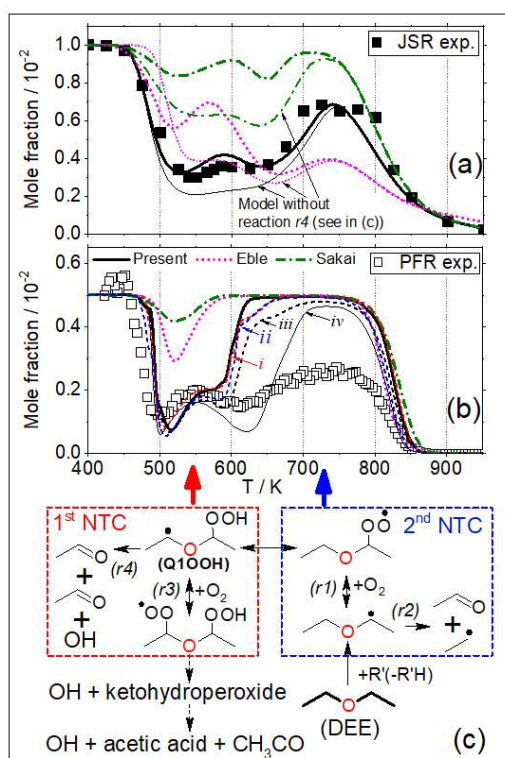 Mole fraction / 10⁻²
1.0
0.8
0.6
0.4
0.2
0.0
JSR exp.
(a)
Model without
reaction r4 (see in (c))
Mole fraction / 10⁻²
0.6
0.4
0.2
0.0
Present Eble Sakai PFR exp.
i
ii
iii
iv
(b)
400 500 600 700 800 900
T / K
1st NTC
OOH
O
(Q1OOH)
(r4)
O
+
O
+
OH
(r3) +O₂
OO OOH
O
OH + ketohydroperoxide
OH + acetic acid + CH₃CO
2nd NTC
OO
O
(r1) +O₂
O
(r2)
O
+
+R'(-R'H)
O
(DEE)
(c)